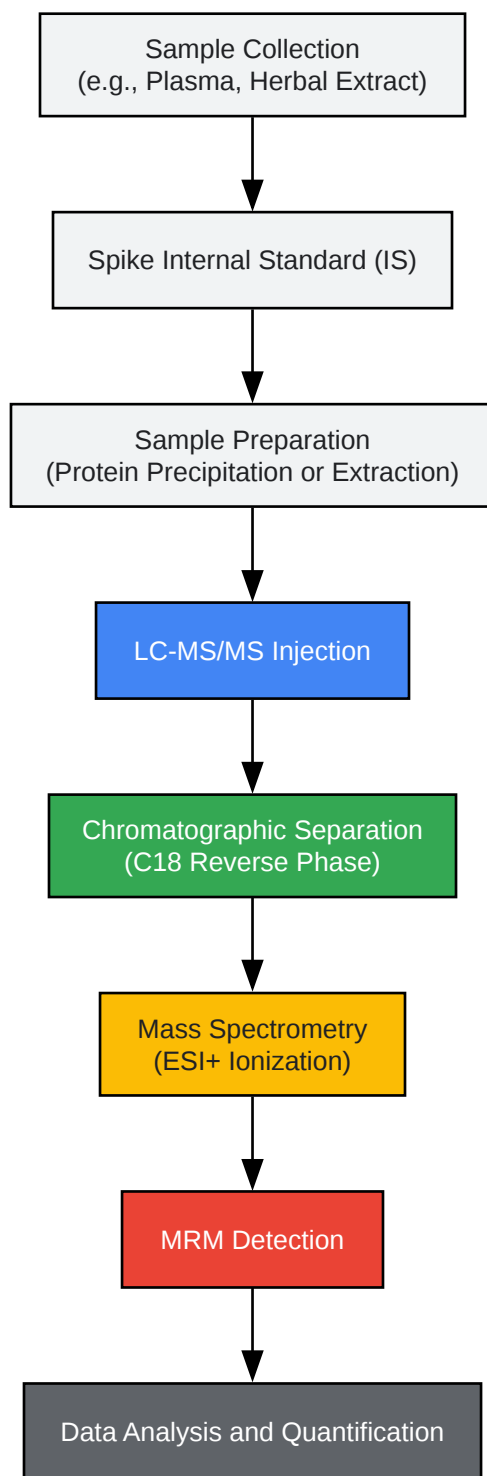 Sample Collection
(e.g., Plasma, Herbal Extract)
Spike Internal Standard (IS)
Sample Preparation
(Protein Precipitation or Extraction)
LC-MS/MS Injection
Chromatographic Separation
(C18 Reverse Phase)
Mass Spectrometry
(ESI+ Ionization)
MRM Detection
Data Analysis and Quantification